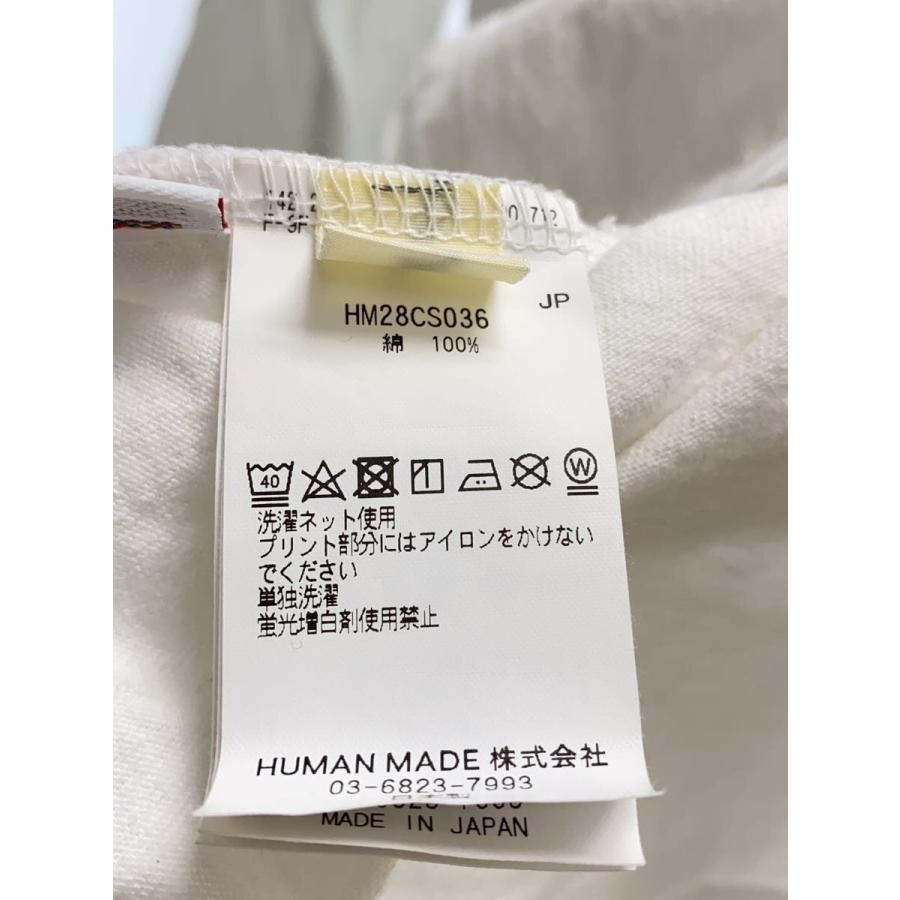 JP
HM28CS036
綿 100%
40
W
洗濯ネット使用
プリント部分にはアイロンをかけない
でください
単独洗濯
蛍光増白剤使用禁止
HUMAN MADE 株式会社
03-6823-7993
MADE IN JAPAN